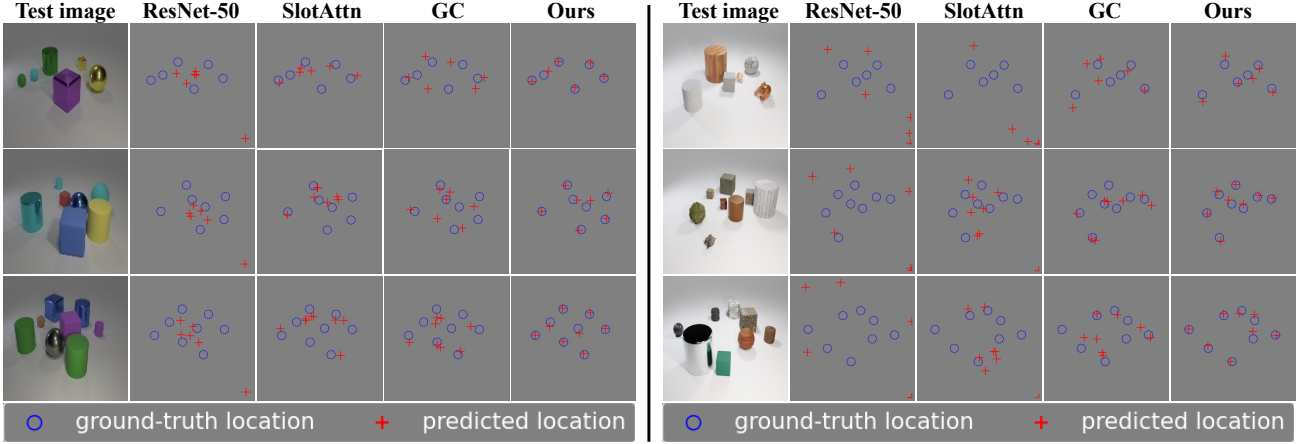 Test image ResNet-50 SlotAttn GC Ours Test image ResNet-50 SlotAttn GC Ours
ground-truth location predicted location ground-truth location predicted location